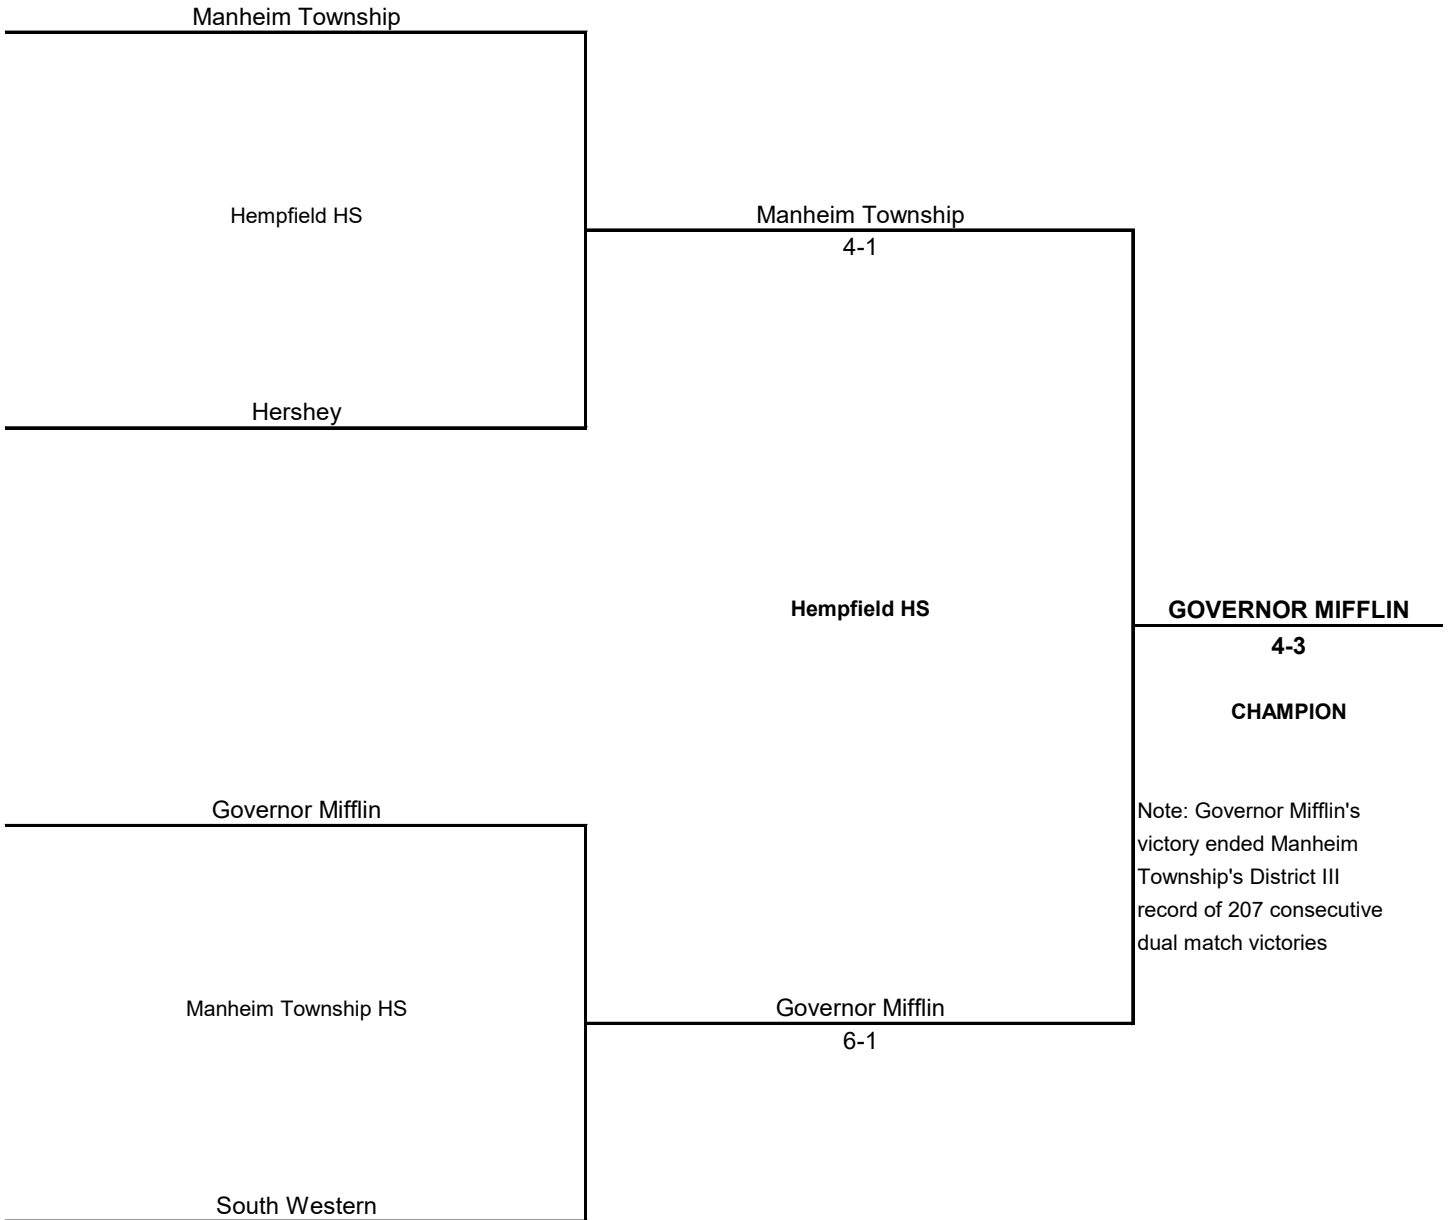 Manheim Township
Hempfield HS
Manheim Township
4-1
Hershey
Hempfield HS
GOVERNOR MIFFLIN
4-3
CHAMPION
Governor Mifflin
Note: Governor Mifflin's
victory ended Manheim
Township's District III
record of 207 consecutive
dual match victories
Manheim Township HS
Governor Mifflin
6-1
South Western